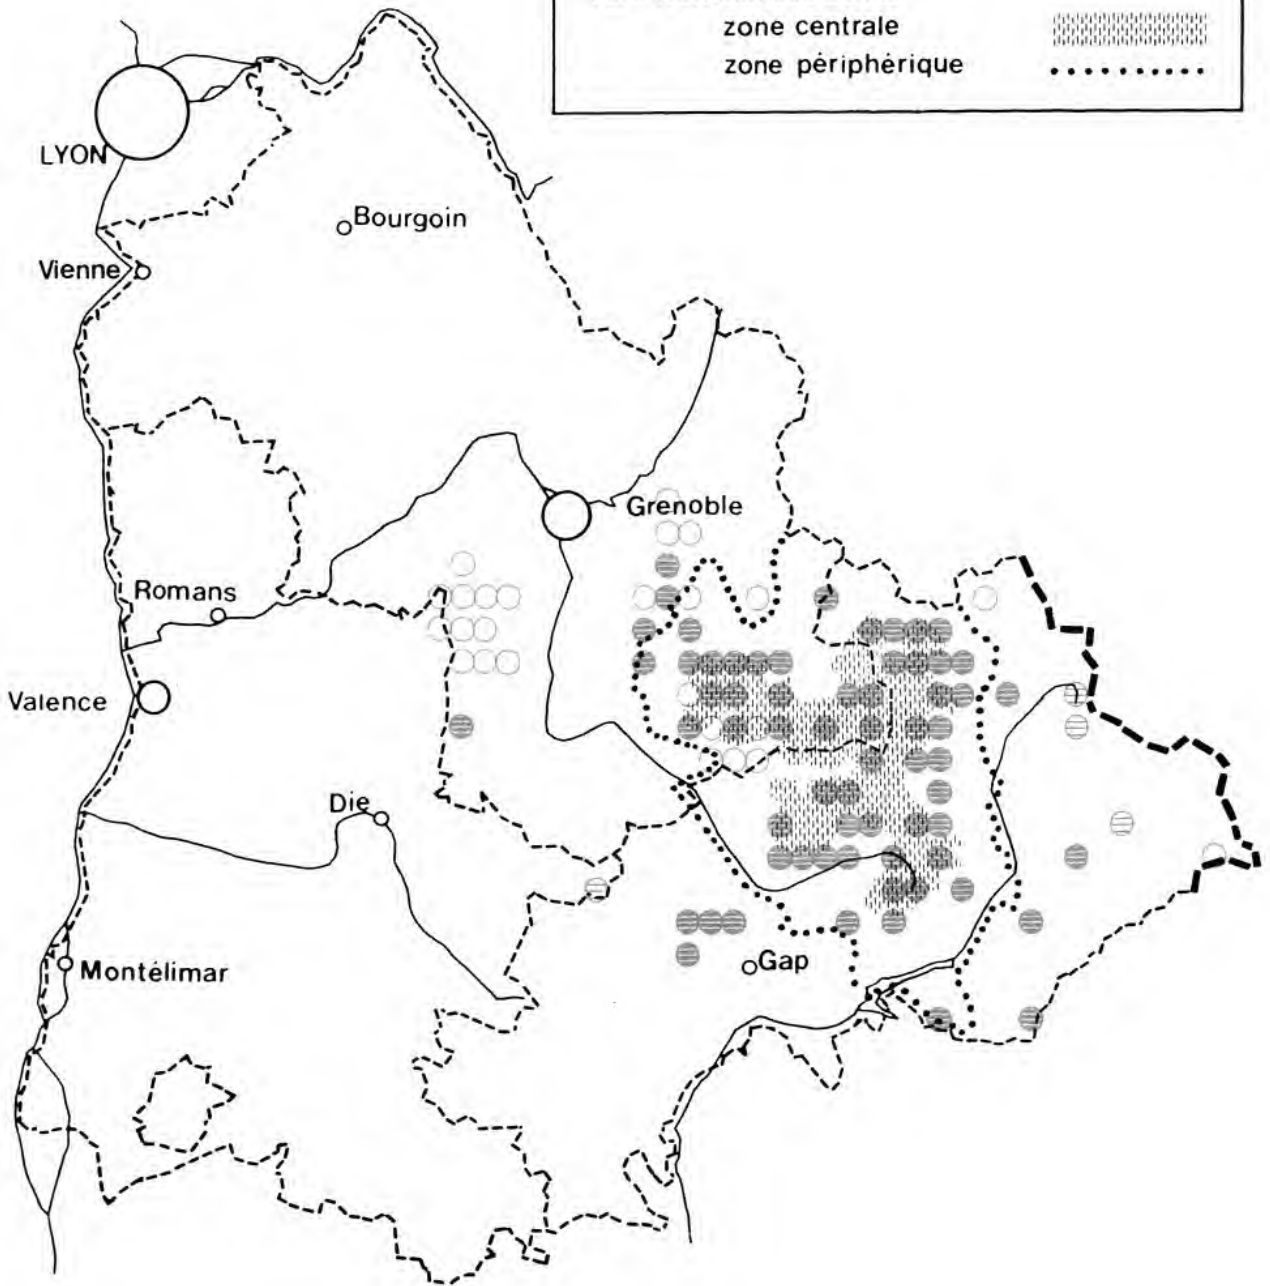 zone centrale
zone périphérique
LYON
Bourgoin
Vienne
Grenoble
Romans
Valence
Die
Montélimar
Gap